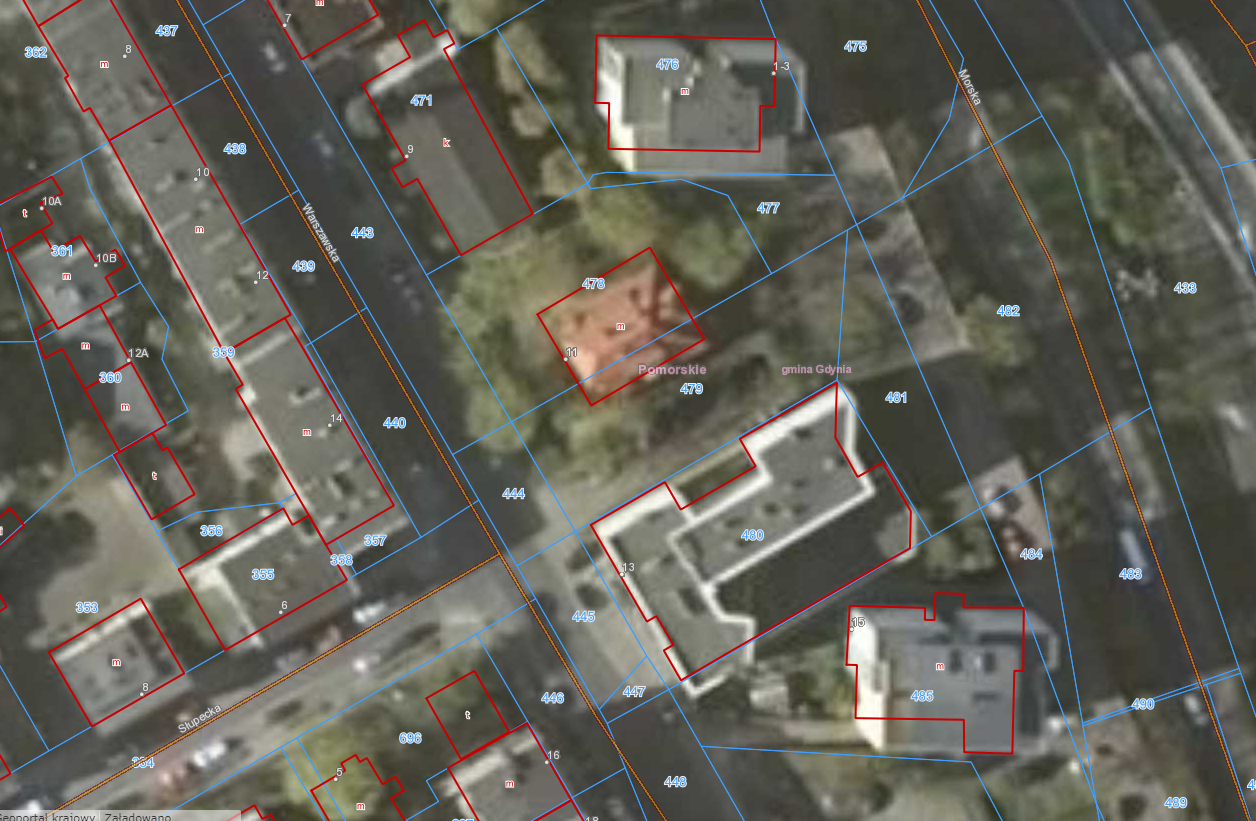 7
m
8
437
362
m
475
476
1-3
m
Morska
471
k
9
438
10
10A
t
m
477
Warszawska
443
361
10B
m
439
12
478
433
482
m
m
11
12A
359
360
Pomorskie
gmina Gdynia
479
m
481
440
14
m
t
444
356
480
357
484
358
355
13
483
6
353
445
15
m
m
485
447
446
8
490
Słupecka
t
696
354
16
5
m
448
m
489
18
Geoportal krajowy
Załadowano